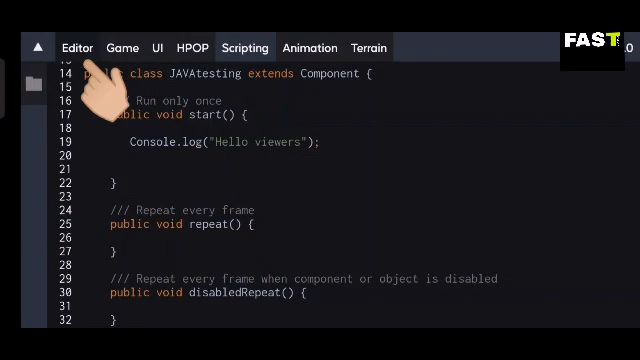 Editor Game UI HPOP Scripting Animation Terrain
FAST
.0
14 class JAVAtesting extends Component {
15
16 Run only once
17 public void start() {
18
19 Console.log("Hello viewers");
20
21
22 }
23
24 /// Repeat every frame
25 public void repeat() {
26
27 }
28
29 /// Repeat every frame when component or object is disabled
30 public void disabledRepeat() {
31
32 }